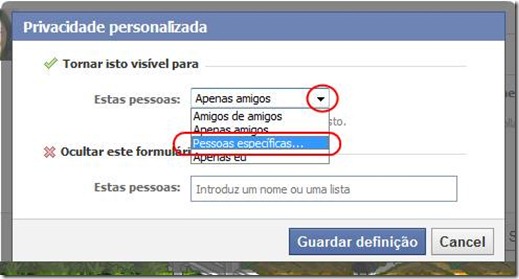 Privacidade personalizada
Tornar isto visível para
Estas pessoas: Apenas amigos
Amigos de amigos
Apenas amigos
sto.
Pessoas específicas...
Apenas eu
Ocultar este formulári
Estas pessoas: Introduz um nome ou uma lista
Guardar definição Cancel